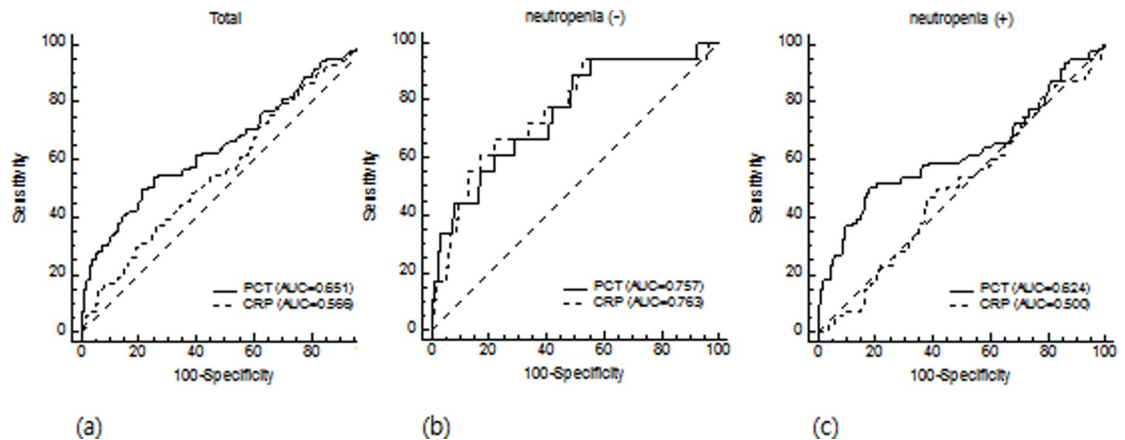 Total
100
80
60
40
20
0
Sensitivity
PCT (AUC=0.651)
CRP (AUC=0.566)
0 20 40 60 80
100-Specificity
(a)
neutropenia (-)
100
80
60
40
20
0
Sensitivity
PCT (AUC=0.757)
CRP (AUC=0.763)
0 20 40 60 80 100
100-Specificity
(b)
neutropenia (+)
100
80
60
40
20
0
Sensitivity
PCT (AUC=0.624)
CRP (AUC=0.500)
0 20 40 60 80 100
100-Specificity
(c)